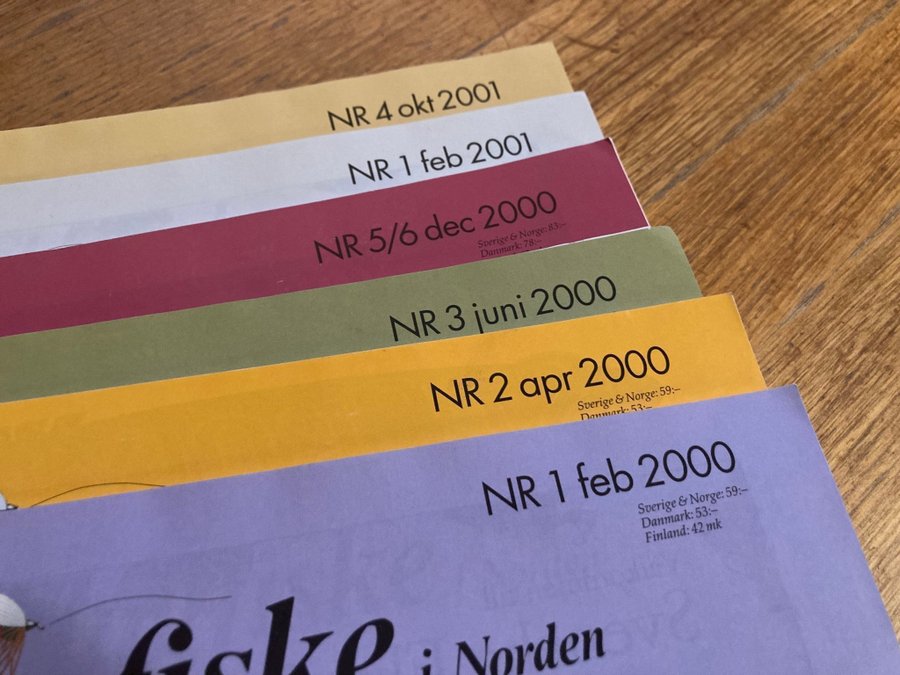 NR 4 okt 2001
NR 1 feb 2001
NR 5/6 dec 2000
Sverige & Norge: 83:–
Danmark: 78:–
NR 3 juni 2000
NR 2 apr 2000
Sverige & Norge: 59:–
Danmark: 53:–
NR 1 feb 2000
Sverige & Norge: 59:–
Danmark: 53:–
Finland: 42 mk
fiske i Norden